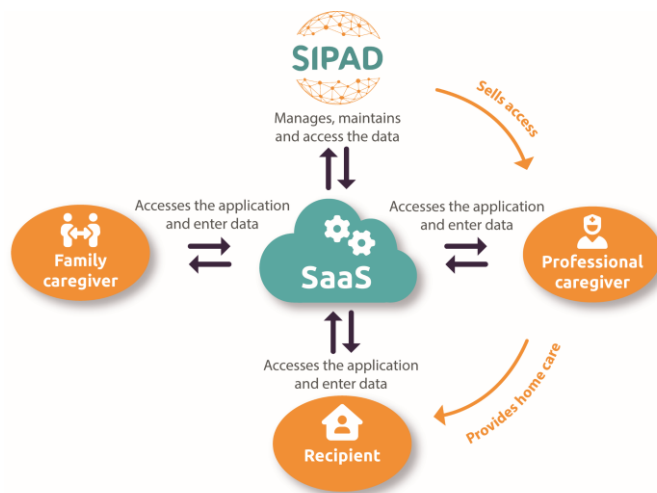 SIPAD
Manages, maintains
and access the data
Sells access
Accesses the application
and enter data
Accesses the application
and enter data
Family
caregiver
SaaS
Professional
caregiver
Accesses the application
and enter data
Provides home care
Recipient